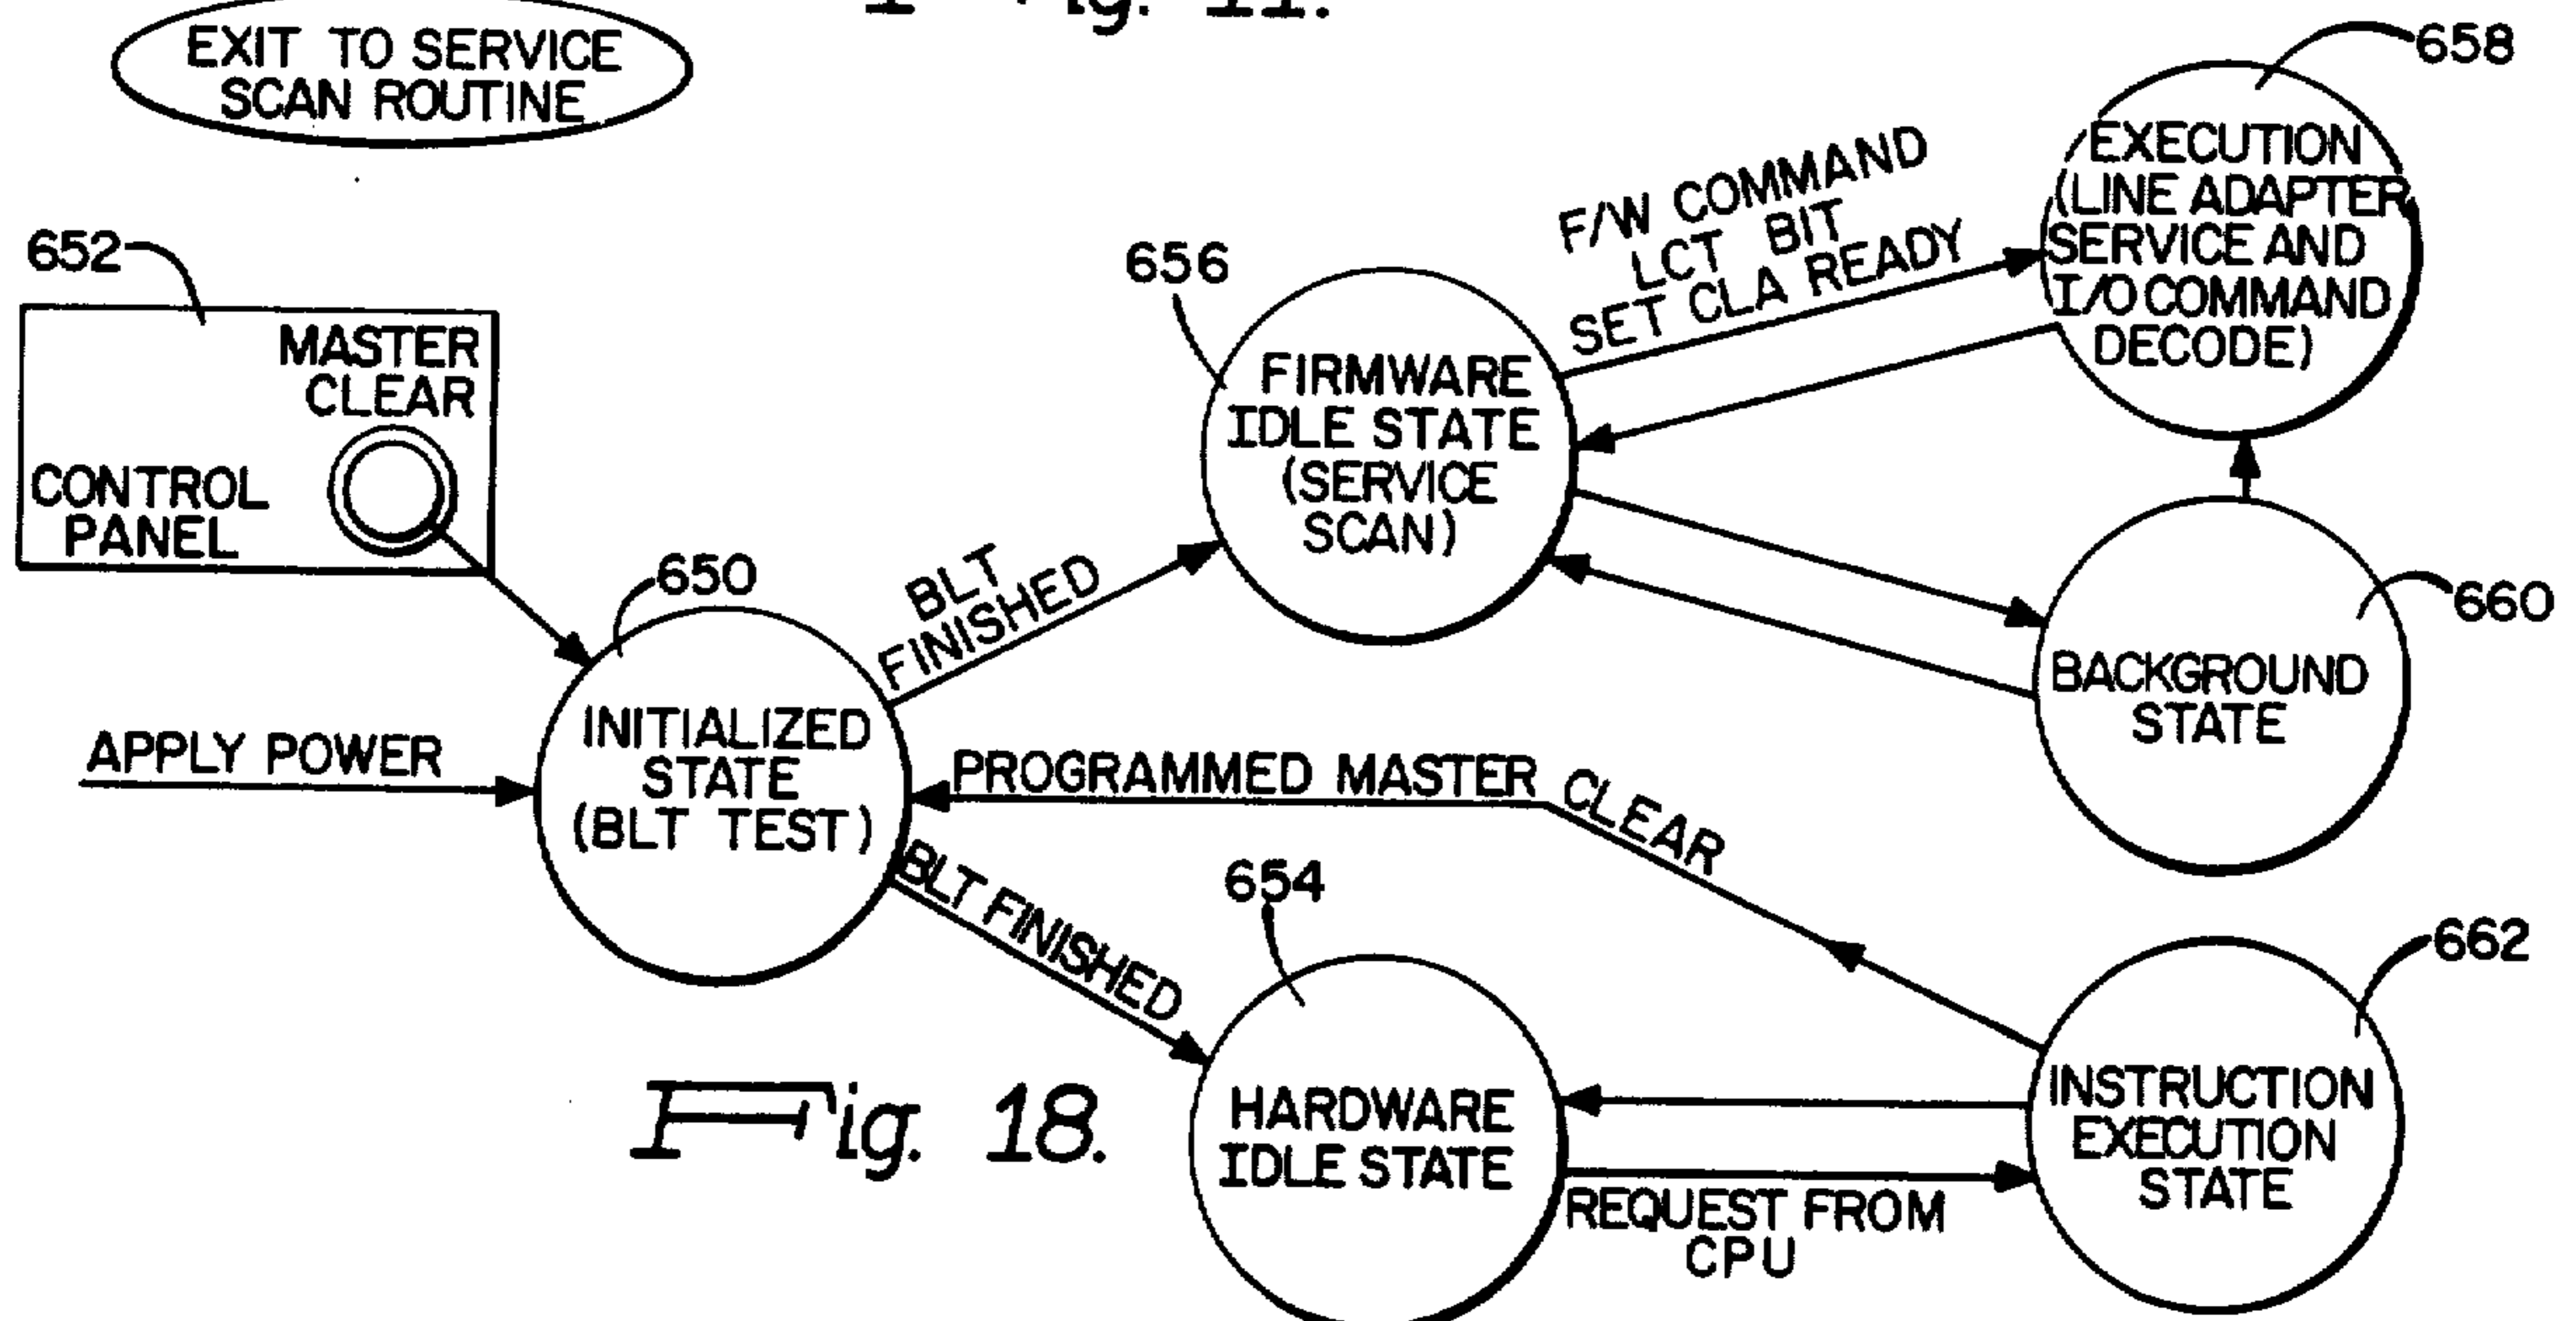 Fig. 11.
EXIT TO SERVICE
SCAN ROUTINE
658
EXECUTION
(LINE ADAPTER
SERVICE AND
I/O COMMAND
DECODE)
F/W COMMAND
LCT BIT
SET CLA READY
652
MASTER
CLEAR
CONTROL
PANEL
656
FIRMWARE
IDLE STATE
(SERVICE
SCAN)
650
BLT
FINISHED
660
BACKGROUND
STATE
APPLY POWER
INITIALIZED
STATE
(BLT TEST)
PROGRAMMED MASTER CLEAR
BLT FINISHED
654
662
HARDWARE
IDLE STATE
INSTRUCTION
EXECUTION
STATE
REQUEST FROM
CPU
Fig. 18.